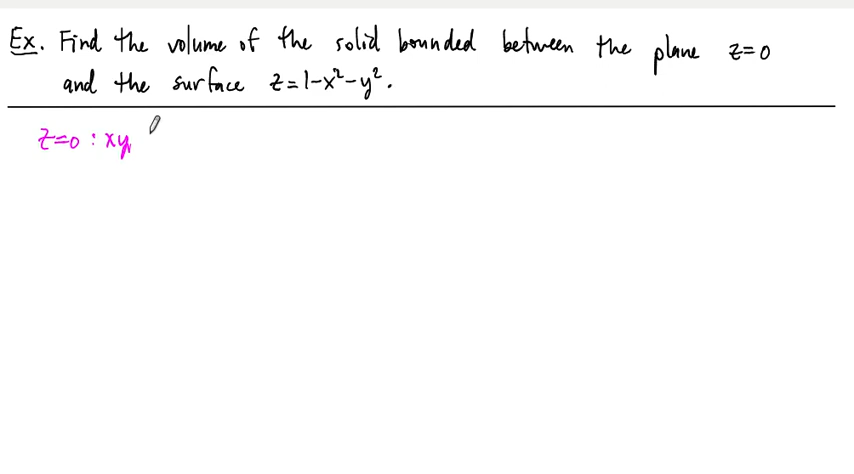 Ex. Find the volume of the solid bounded between the plane z=0
and the surface z=1-x²-y².
z=0 : xy